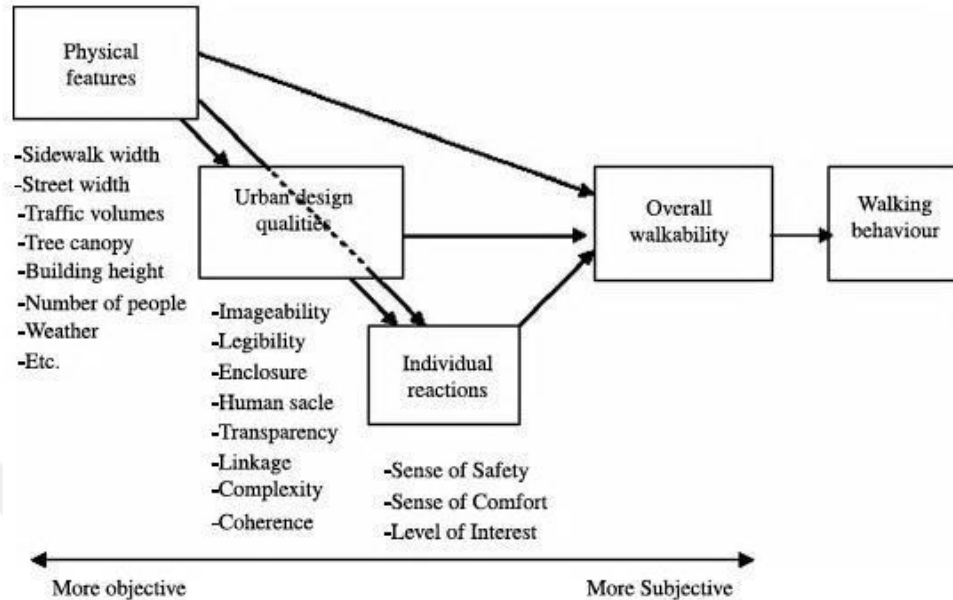 Physical
features
-Sidewalk width
-Street width
-Traffic volumes
-Tree canopy
-Building height
-Number of people
-Weather
-Etc.
Urban design
qualities
-Imageability
-Legibility
-Enclosure
-Human sacle
-Transparency
-Linkage
-Complexity
-Coherence
Individual
reactions
-Sense of Safety
-Sense of Comfort
-Level of Interest
Overall
walkability
Walking
behaviour
More objective
More Subjective